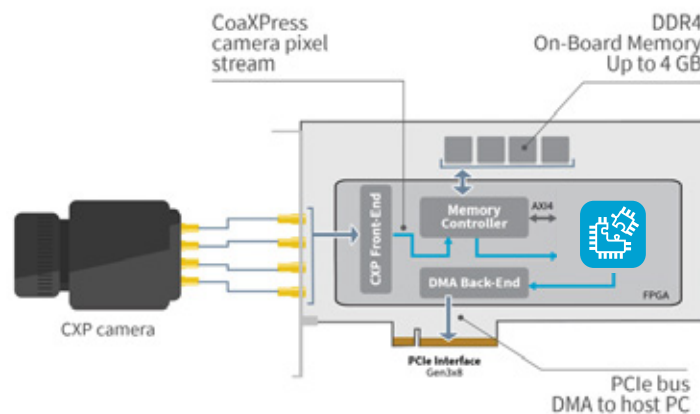 CoaXPress
camera pixel
stream
DDR4
On-Board Memory
Up to 4 GB
CXP Front-End
Memory
Controller
AXI4
DMA Back-End
FPGA
CXP camera
PCIe Interface
Gen3x8
PCIe bus
DMA to host PC